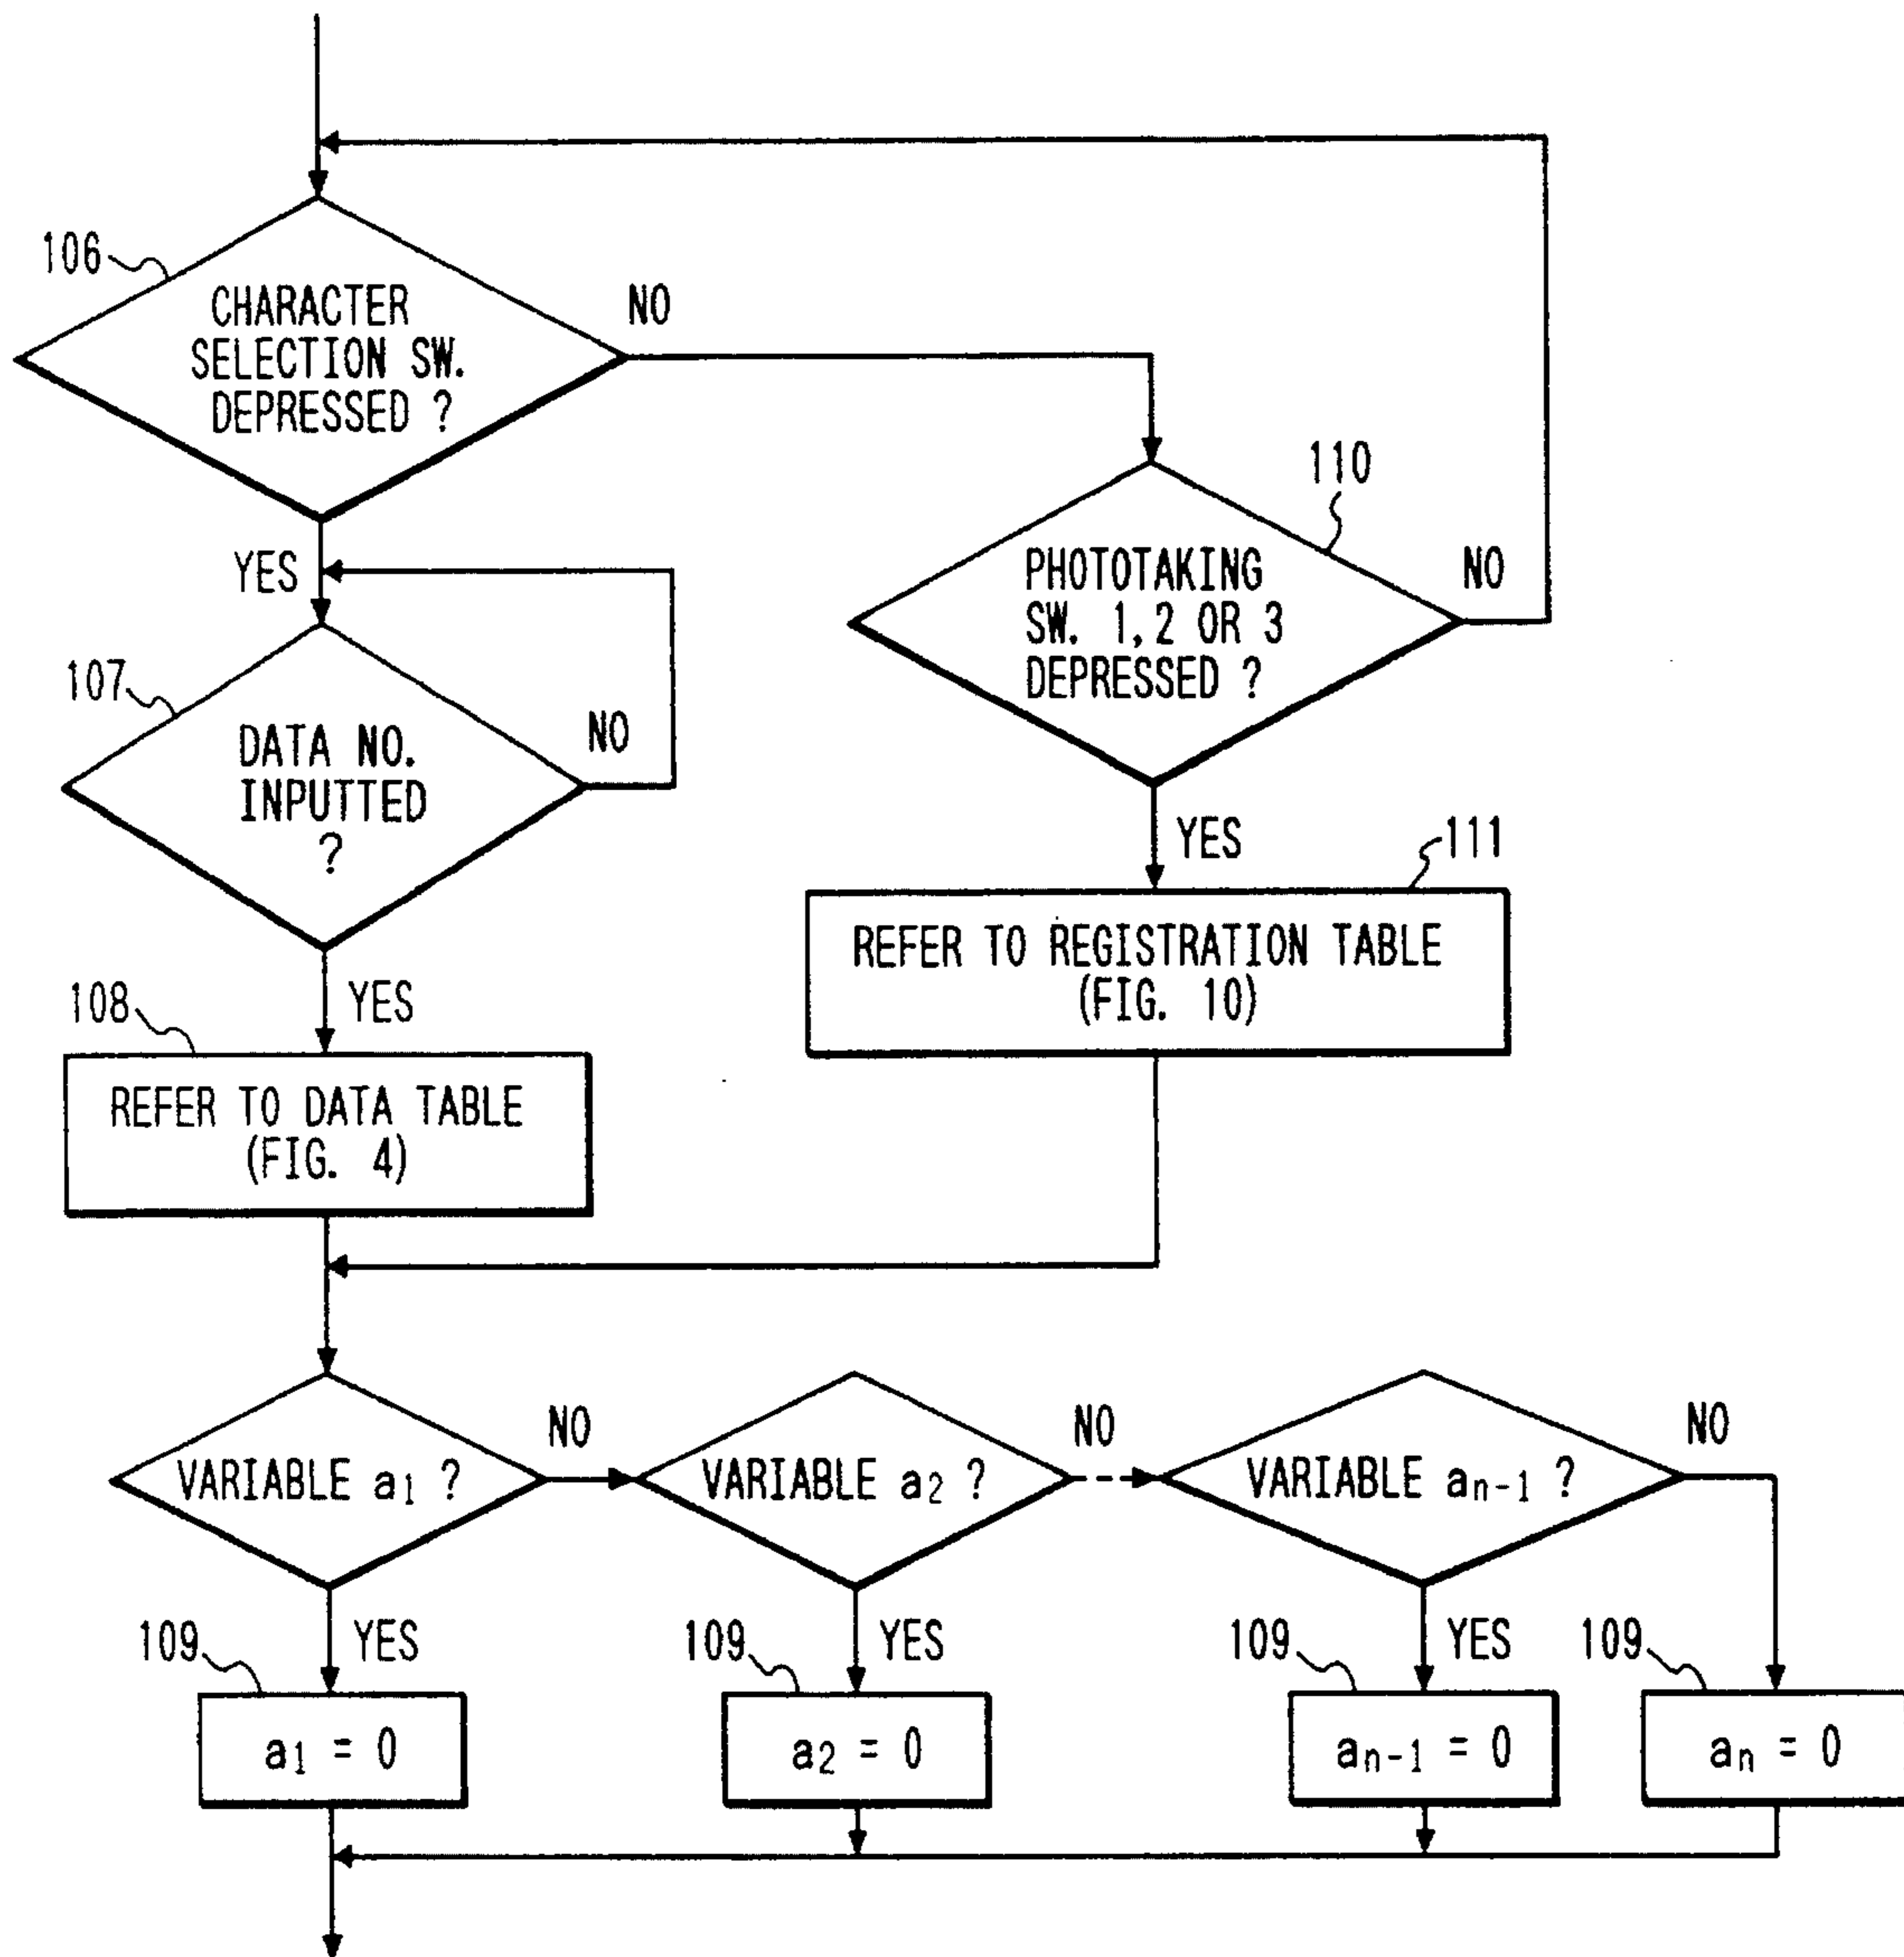 106
CHARACTER
SELECTION SW.
DEPRESSED ?
NO
YES
110
PHOTOTAKING
SW. 1, 2 OR 3
DEPRESSED ?
NO
YES
107
DATA NO.
INPUTTED
?
NO
YES
111
REFER TO REGISTRATION TABLE
(FIG. 10)
108
REFER TO DATA TABLE
(FIG. 4)
VARIABLE a1 ?
NO
VARIABLE a2 ?
NO
VARIABLE an-1 ?
NO
109
YES
109
YES
109
YES
109
a1 = 0
a2 = 0
an-1 = 0
an = 0